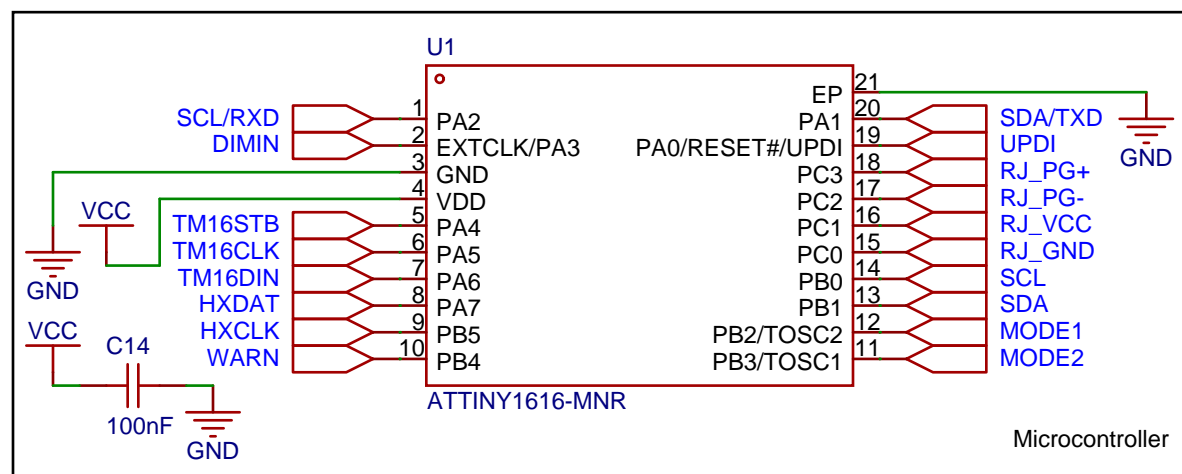 U1
EP 21
SCL/RXD 1 PA2 PA1 20 SDA/TXD
DIMIN 2 EXTCLK/PA3 PA0/RESET#/UPDI 19 UPDI
GND
3 GND PC3 18 RJ_PG+
4 VDD PC2 17 RJ_PG-
VCC
TM16STB 5 PA4 PC1 16 RJ_VCC
TM16CLK 6 PA5 PC0 15 RJ_GND
TM16DIN 7 PA6 PB0 14 SCL
GND
HXDAT 8 PA7 PB1 13 SDA
HXCLK 9 PB5 PB2/TOSC2 12 MODE1
WARN 10 PB4 PB3/TOSC1 11 MODE2
VCC
C14
100nF
GND
ATTINY1616-MNR
Microcontroller